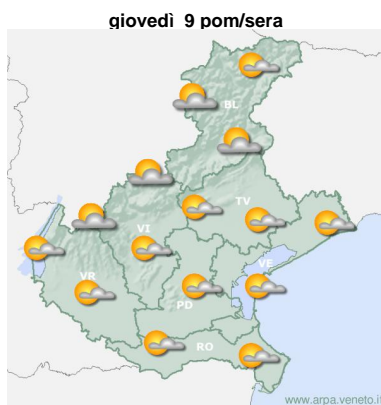 giovedì 9 pom/sera
BL
TV
VI
VE
VR
PD
RO
www.arpa.veneto.it